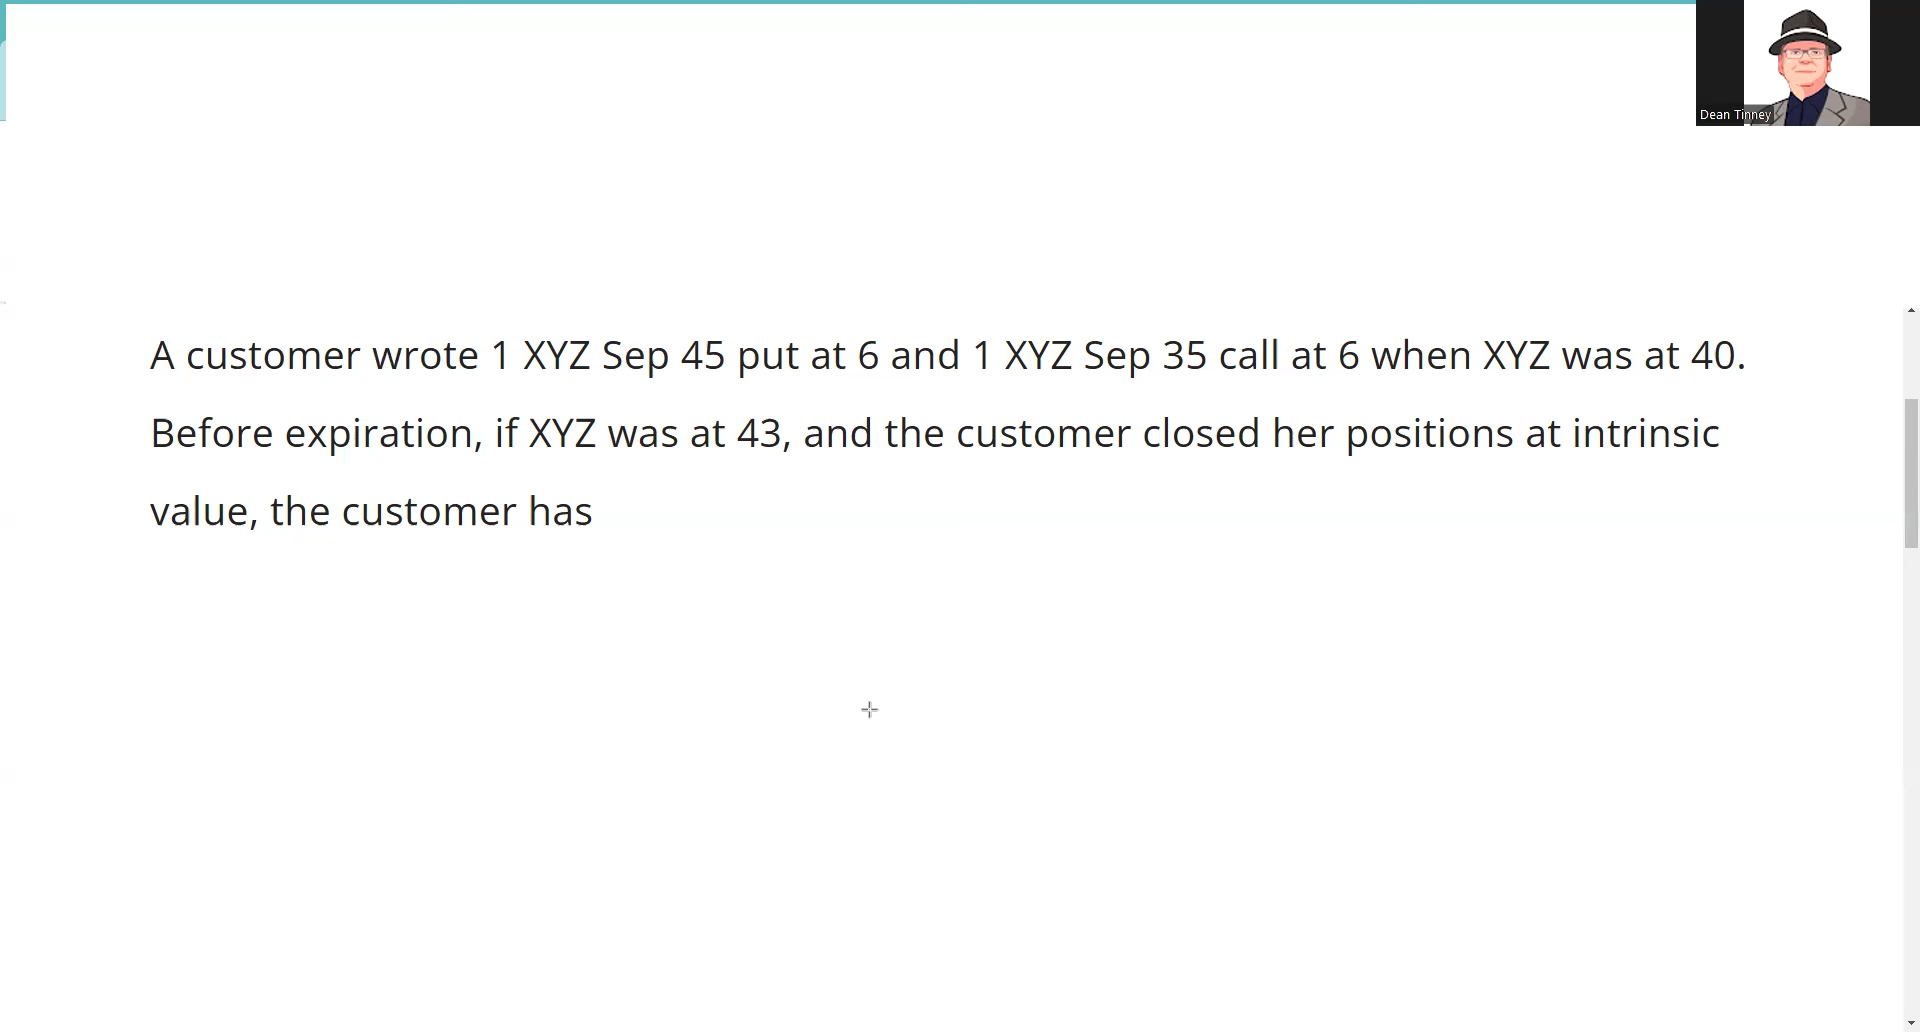 Dean Tinney
A customer wrote 1 XYZ Sep 45 put at 6 and 1 XYZ Sep 35 call at 6 when XYZ was at 40.
Before expiration, if XYZ was at 43, and the customer closed her positions at intrinsic
value, the customer has